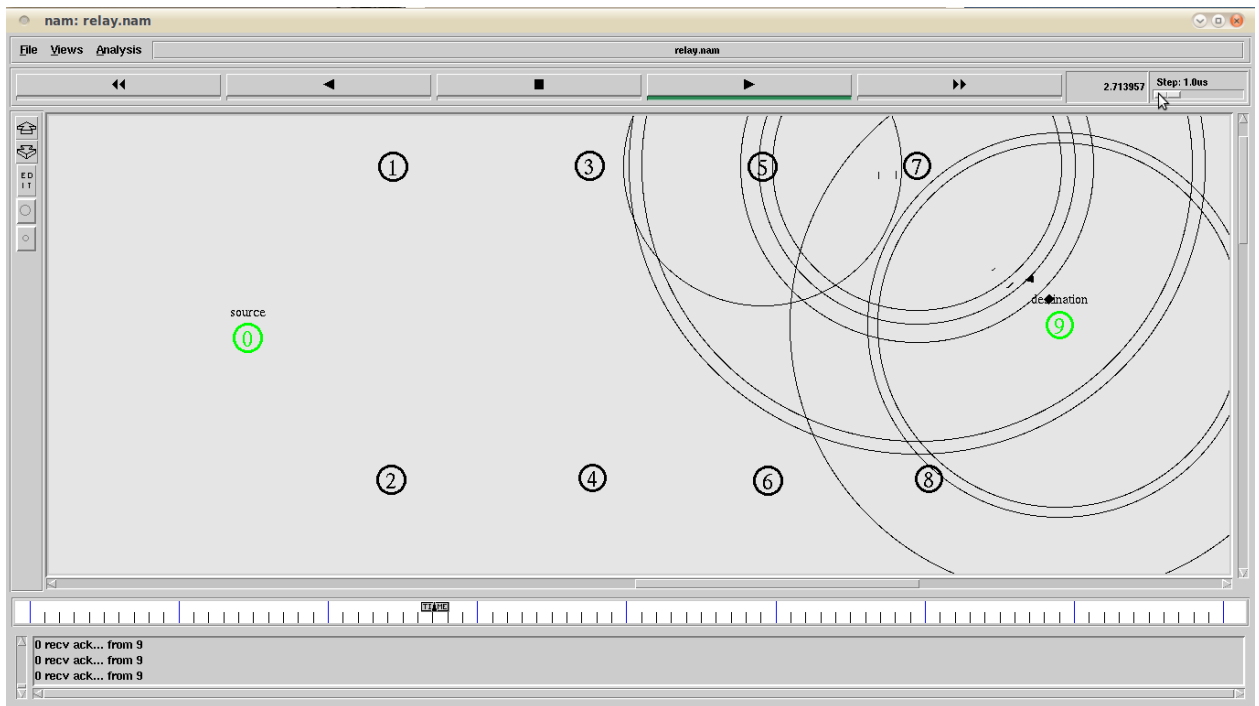 nam: relay.nam
File Views Analysis relay.nam
2.713957 Step: 1.0us
E D
I T
1 3 5 7
destination
source
9
0
2 4 6 8
TIME
0 recv ack... from 9
0 recv ack... from 9
0 recv ack... from 9